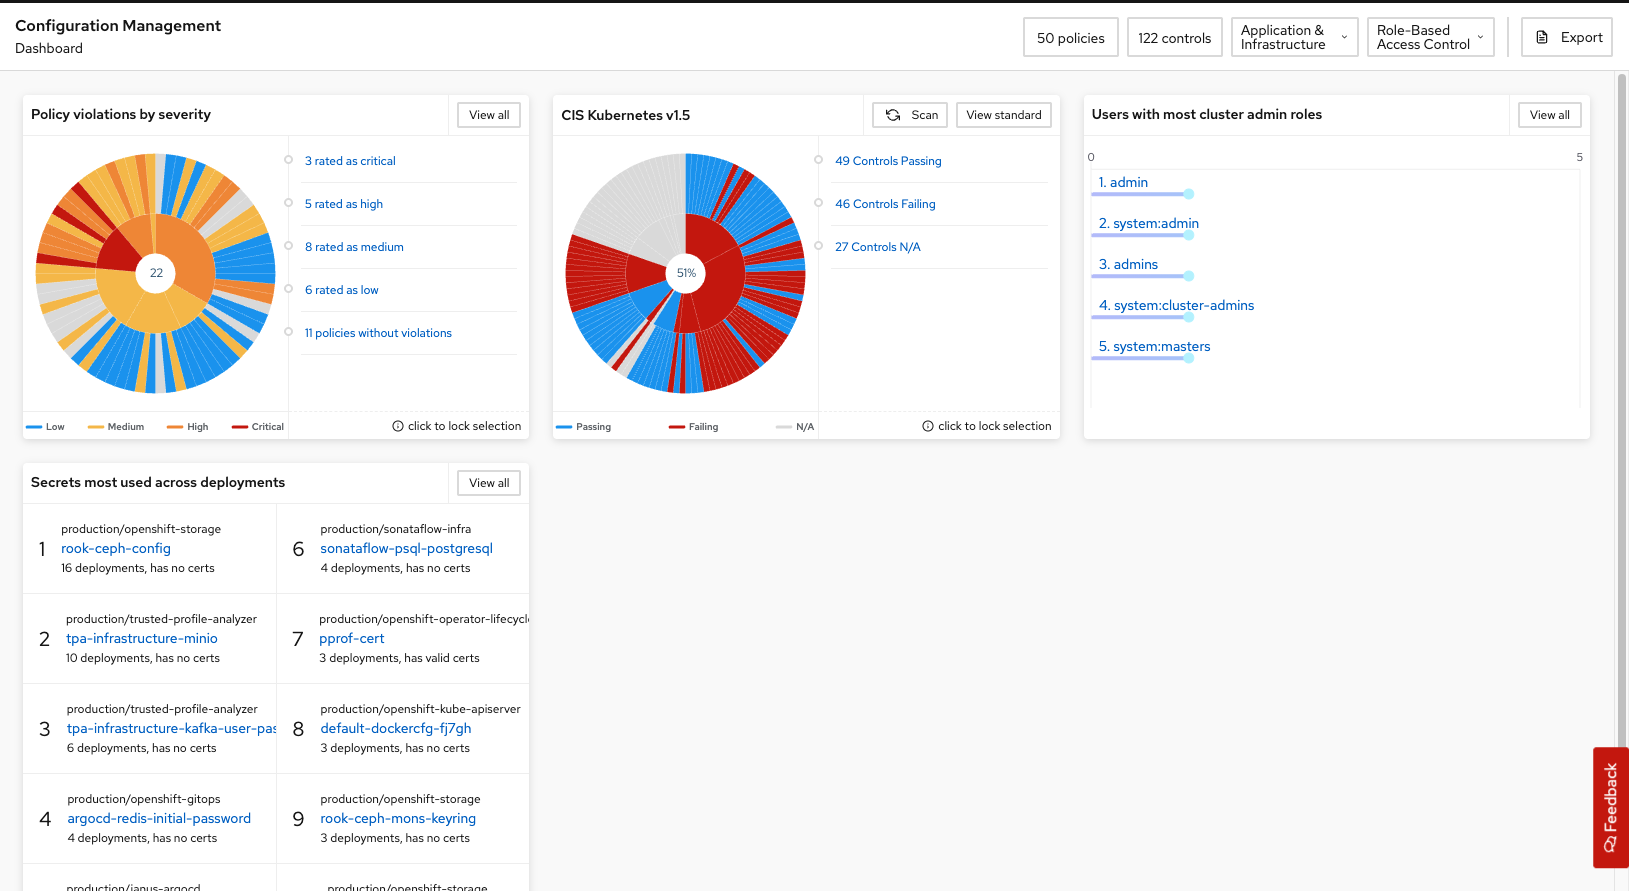 Configuration Management
Dashboard
50 policies
122 controls
Application &
Infrastructure
Role-Based
Access Control
Export
Policy violations by severity
View all
22
3 rated as critical
5 rated as high
8 rated as medium
6 rated as low
11 policies without violations
Low
Medium
High
Critical
click to lock selection
CIS Kubernetes v1.5
Scan
View standard
51%
49 Controls Passing
46 Controls Failing
27 Controls N/A
Passing
Failing
N/A
click to lock selection
Users with most cluster admin roles
View all
0
5
1. admin
2. system:admin
3. admins
4. system:cluster-admins
5. system:masters
Secrets most used across deployments
View all
1
production/openshift-storage
rook-ceph-config
16 deployments, has no certs
2
production/trusted-profile-analyzer
tpa-infrastructure-minio
10 deployments, has no certs
3
production/trusted-profile-analyzer
tpa-infrastructure-kafka-user-pas
6 deployments, has no certs
4
production/openshift-gitops
argocd-redis-initial-password
4 deployments, has no certs
production/janus-argocd
6
production/sonataflow-infra
sonataflow-psql-postgresql
4 deployments, has no certs
7
production/openshift-operator-lifecycl
pprof-cert
3 deployments, has valid certs
8
production/openshift-kube-apiserver
default-dockercfg-fj7gh
3 deployments, has no certs
9
production/openshift-storage
rook-ceph-mons-keyring
3 deployments, has no certs
production/openshift-storage
Feedback